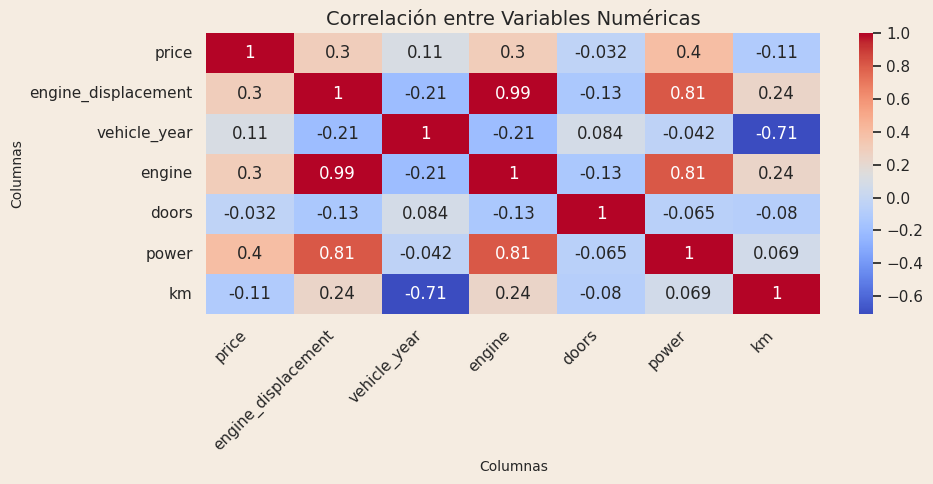 Correlación entre Variables Numéricas
price 1 0.3 0.11 0.3 -0.032 0.4 -0.11
engine_displacement 0.3 1 -0.21 0.99 -0.13 0.81 0.24
vehicle_year 0.11 -0.21 1 -0.21 0.084 -0.042 -0.71
engine 0.3 0.99 -0.21 1 -0.13 0.81 0.24
doors -0.032 -0.13 0.084 -0.13 1 -0.065 -0.08
power 0.4 0.81 -0.042 0.81 -0.065 1 0.069
km -0.11 0.24 -0.71 0.24 -0.08 0.069 1
Columnas
price engine_displacement vehicle_year engine doors power km
Columnas
1.0
0.8
0.6
0.4
0.2
0.0
−0.2
−0.4
−0.6